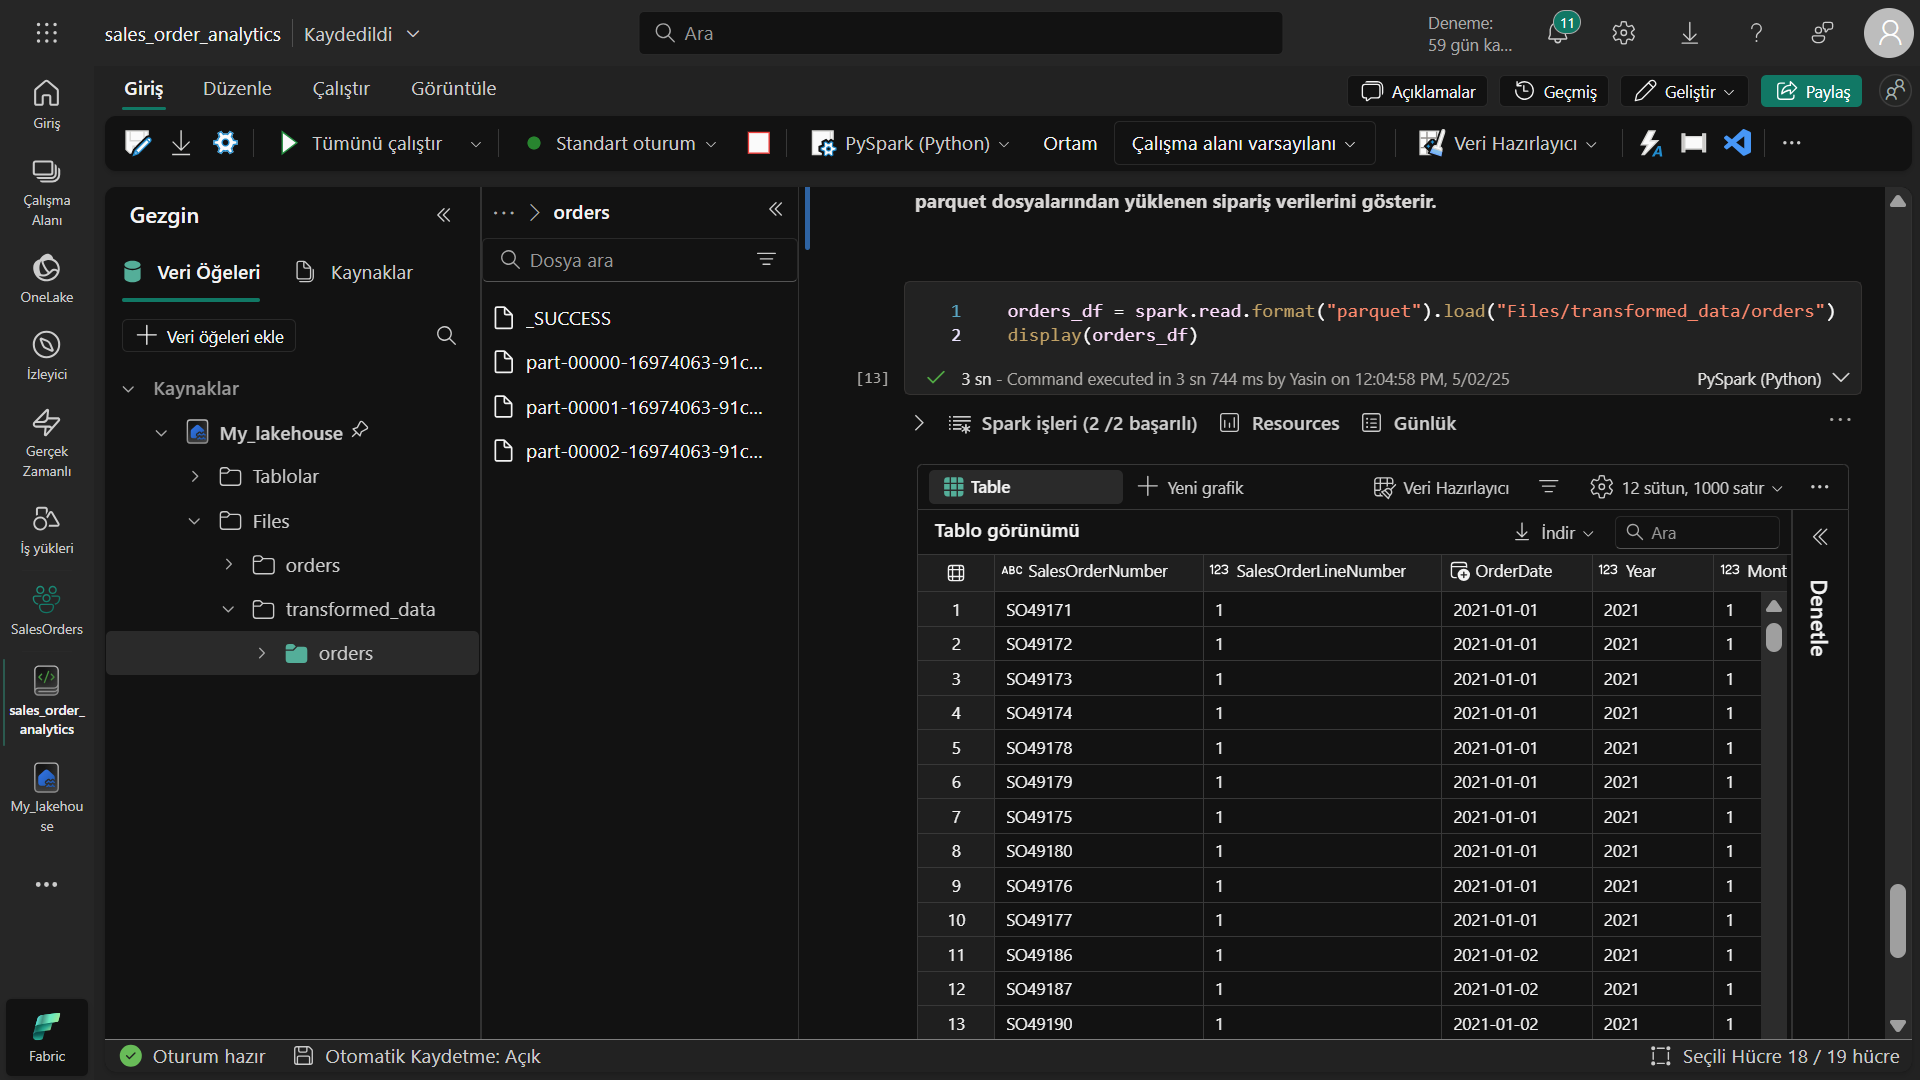 sales_order_analytics
Kaydedildi
Ara
Deneme:
59 gün ka...
11
Giriş
Düzenle
Çalıştır
Görüntüle
Açıklamalar
Geçmiş
Geliştir
Paylaş
Tümünü çalıştır
Standart oturum
PySpark (Python)
Ortam
Çalışma alanı varsayılanı
Veri Hazırlayıcı
...
Giriş
Çalışma
Alanı
OneLake
İzleyici
Gerçek
Zamanlı
İş yükleri
SalesOrders
sales_order_
analytics
My_lakehou
se
...
Fabric
Gezgin
Veri Öğeleri
Kaynaklar
Veri öğeleri ekle
Kaynaklar
My_lakehouse
Tablolar
Files
orders
transformed_data
orders
... > orders
Dosya ara
_SUCCESS
part-00000-16974063-91c...
part-00001-16974063-91c...
part-00002-16974063-91c...
parquet dosyalarından yüklenen sipariş verilerini gösterir.
1 orders_df = spark.read.format("parquet").load("Files/transformed_data/orders")
2 display(orders_df)
[13]
3 sn - Command executed in 3 sn 744 ms by Yasin on 12:04:58 PM, 5/02/25
PySpark (Python)
Spark işleri (2 /2 başarılı)
Resources
Günlük
...
Table
Yeni grafik
Veri Hazırlayıcı
12 sütun, 1000 satır
...
Tablo görünümü
İndir
Ara
Denetle
ABC SalesOrderNumber 123 SalesOrderLineNumber OrderDate 123 Year 123 Mont
1 SO49171 1 2021-01-01 2021 1
2 SO49172 1 2021-01-01 2021 1
3 SO49173 1 2021-01-01 2021 1
4 SO49174 1 2021-01-01 2021 1
5 SO49178 1 2021-01-01 2021 1
6 SO49179 1 2021-01-01 2021 1
7 SO49175 1 2021-01-01 2021 1
8 SO49180 1 2021-01-01 2021 1
9 SO49176 1 2021-01-01 2021 1
10 SO49177 1 2021-01-01 2021 1
11 SO49186 1 2021-01-02 2021 1
12 SO49187 1 2021-01-02 2021 1
13 SO49190 1 2021-01-02 2021 1
Oturum hazır
Otomatik Kaydetme: Açık
Seçili Hücre 18 / 19 hücre